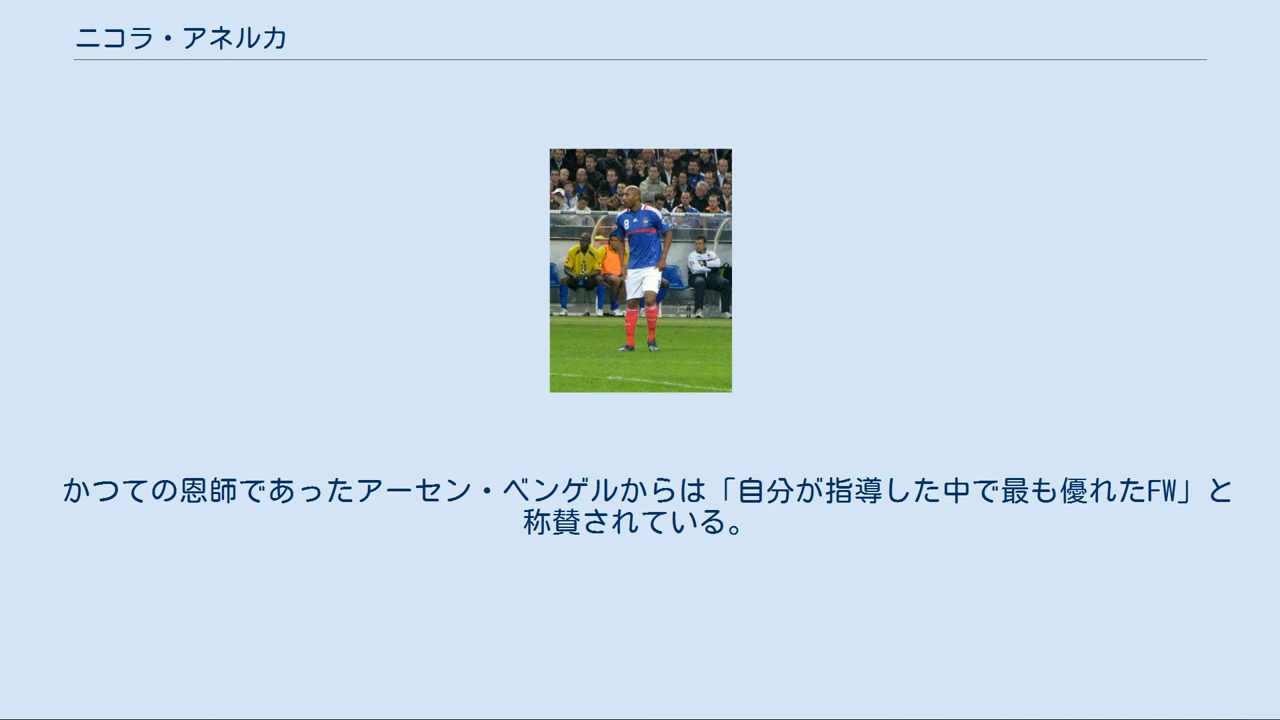 ニコラ・アネルカ
8
かつての恩師であったアーセン・ベンゲルからは「自分が指導した中で最も優れたFW」と
称賛されている。